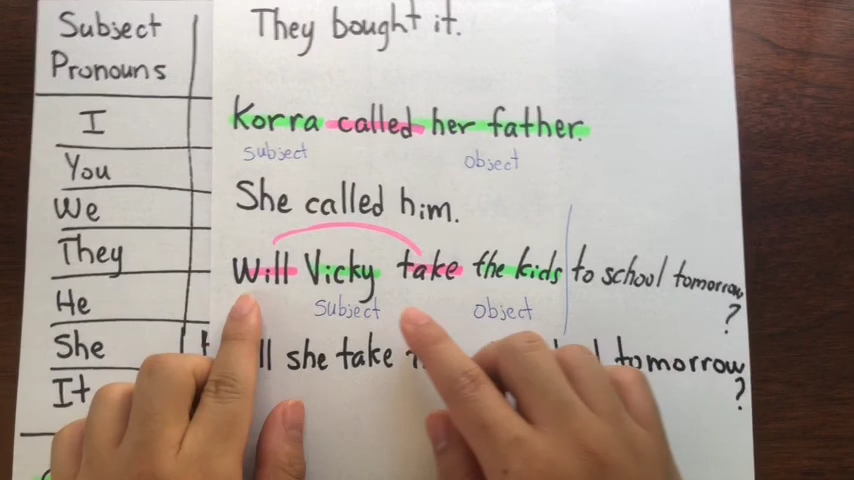 Subject
Pronouns
I
You
We
They
He
She
It
They bought it.
Korra called her father.
subject object
She called him.
Will Vicky take the kids to school tomorrow
?
subject object
she take tomorrow
?